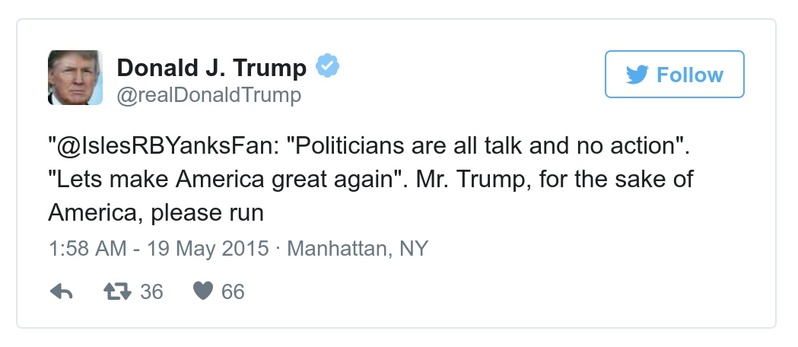 Donald J. Trump
@realDonaldTrump
Follow
"@IslesRBYanksFan: "Politicians are all talk and no action".
"Lets make America great again". Mr. Trump, for the sake of
America, please run
1:58 AM - 19 May 2015 · Manhattan, NY
36 66